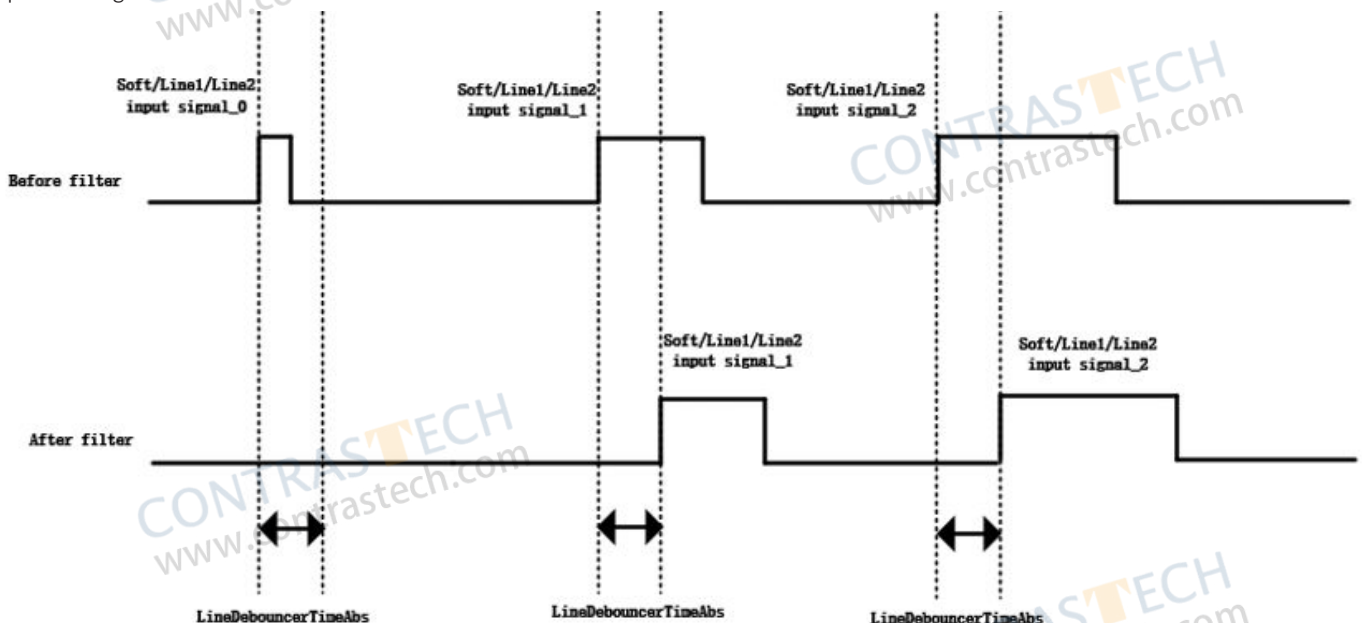 www.
Soft/Line1/Line2
input signal_0
Soft/Line1/Line2
input signal_1
Soft/Line1/Line2
input signal_2
CONTRASTECH
www.contrastech.com
Before filter
Soft/Line1/Line2
input signal_1
Soft/Line1/Line2
input signal_2
After filter
CONTRASTECH
www.contrastech.com
LineDebouncerTimeAbs
LineDebouncerTimeAbs
LineDebouncerTimeAbs